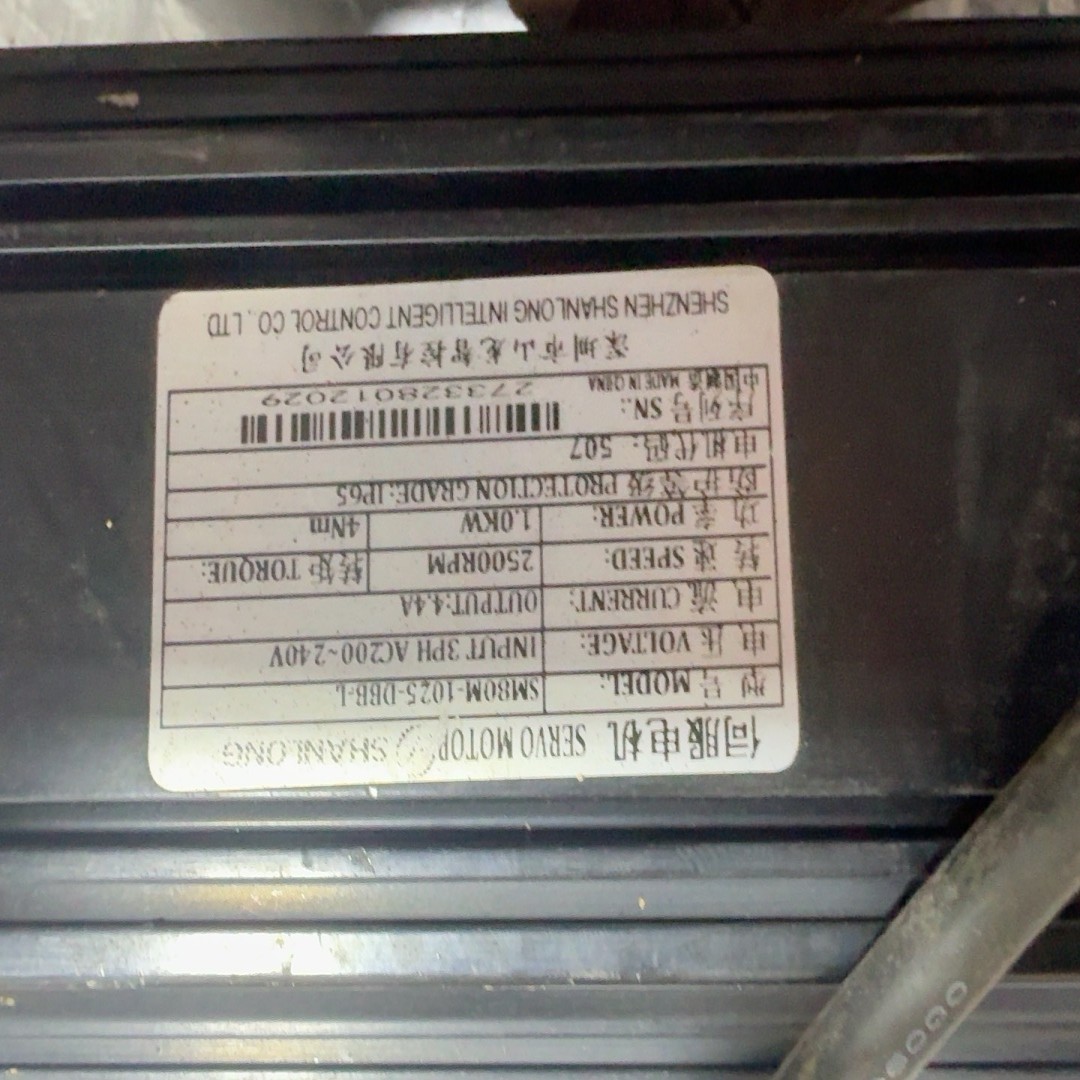 伺服电机 SERVO MOTOR SHANLONG
型号 MODEL: SM80M-1025-DBB-L
电压 VOLTAGE: INPUT 3PH AC200~240V
电流 CURRENT: OUTPUT:4.4A
转速 SPEED: 2500RPM 转矩 TORQUE:
功率 POWER: 1.0KW 4Nm
防护等级 PROTECTION GRADE:IP65
电机代码: 507
序列号 SN.:
中国制造 MADE IN CHINA 273328012029
深圳市山龙智控有限公司
SHENZHEN SHANLONG INTELLIGENT CONTROL CO. LTD